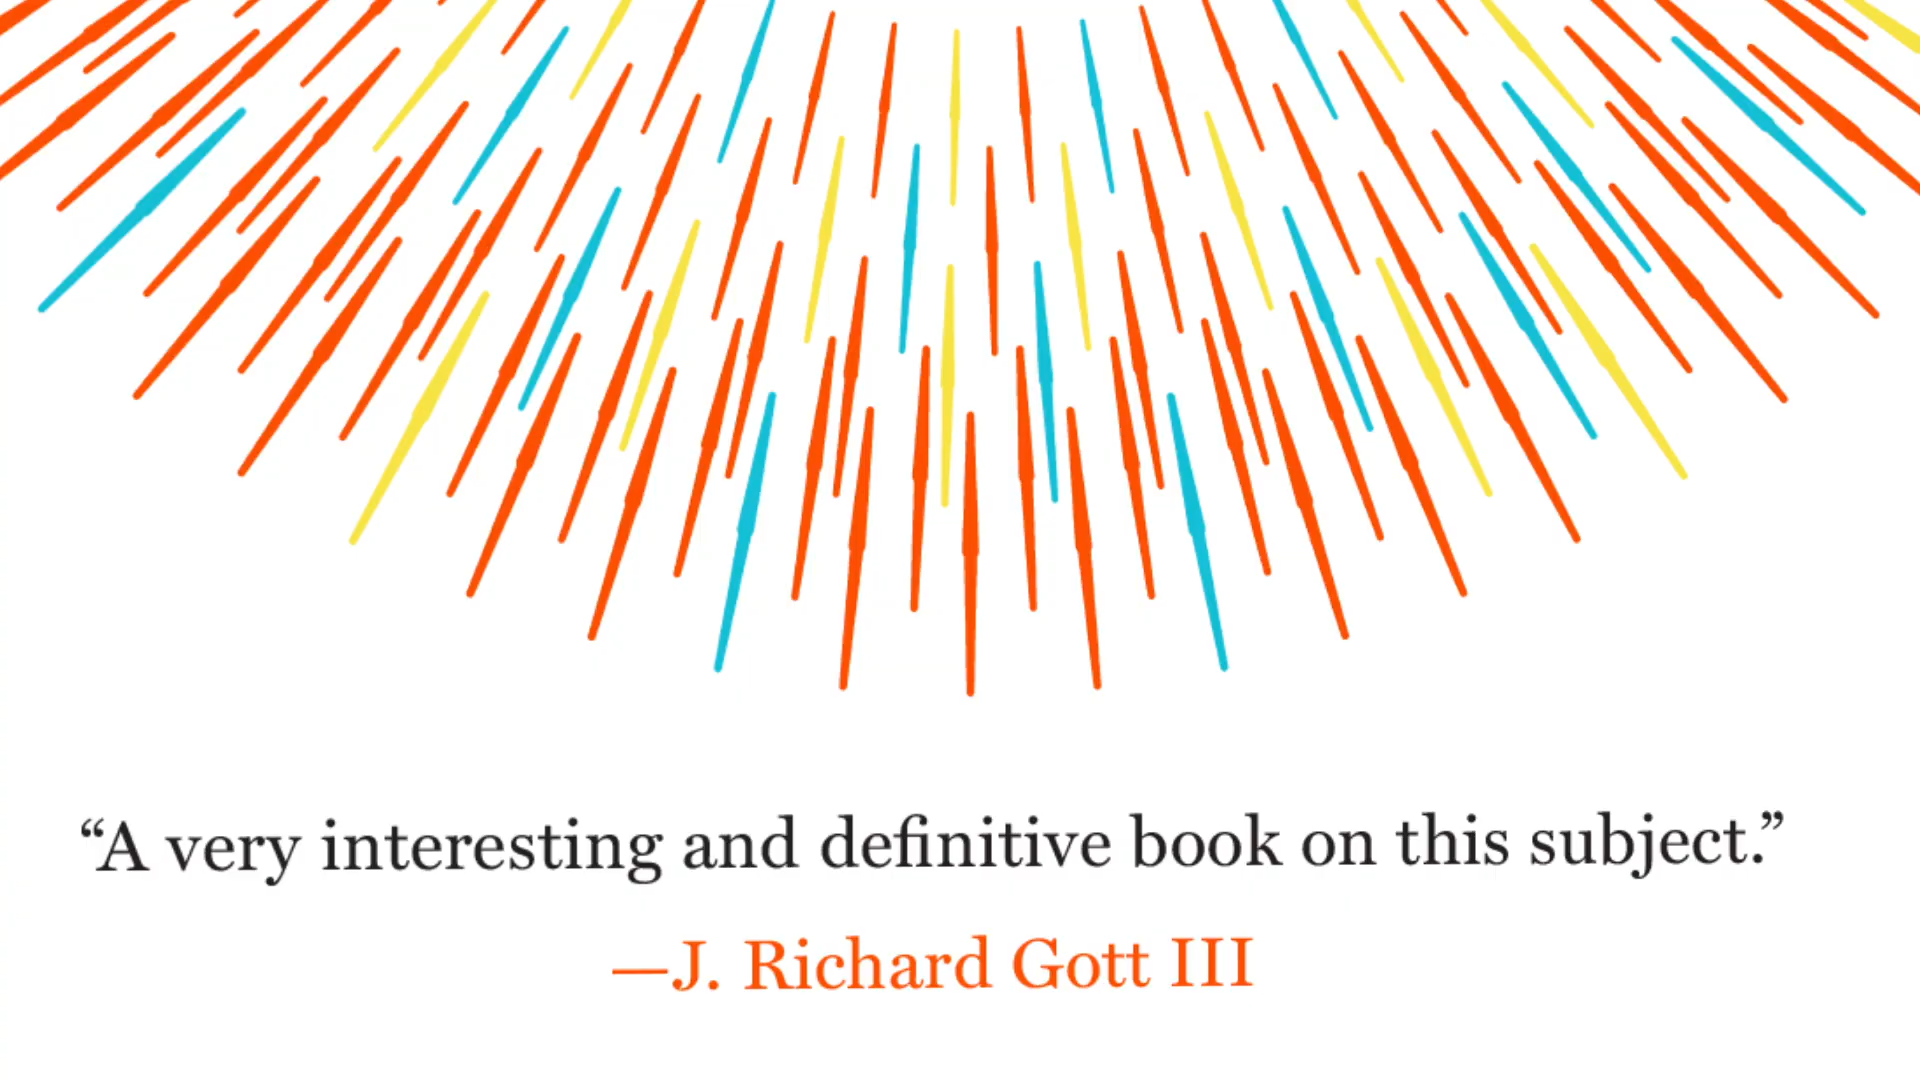 “A very interesting and definitive book on this subject.”
—J. Richard Gott III